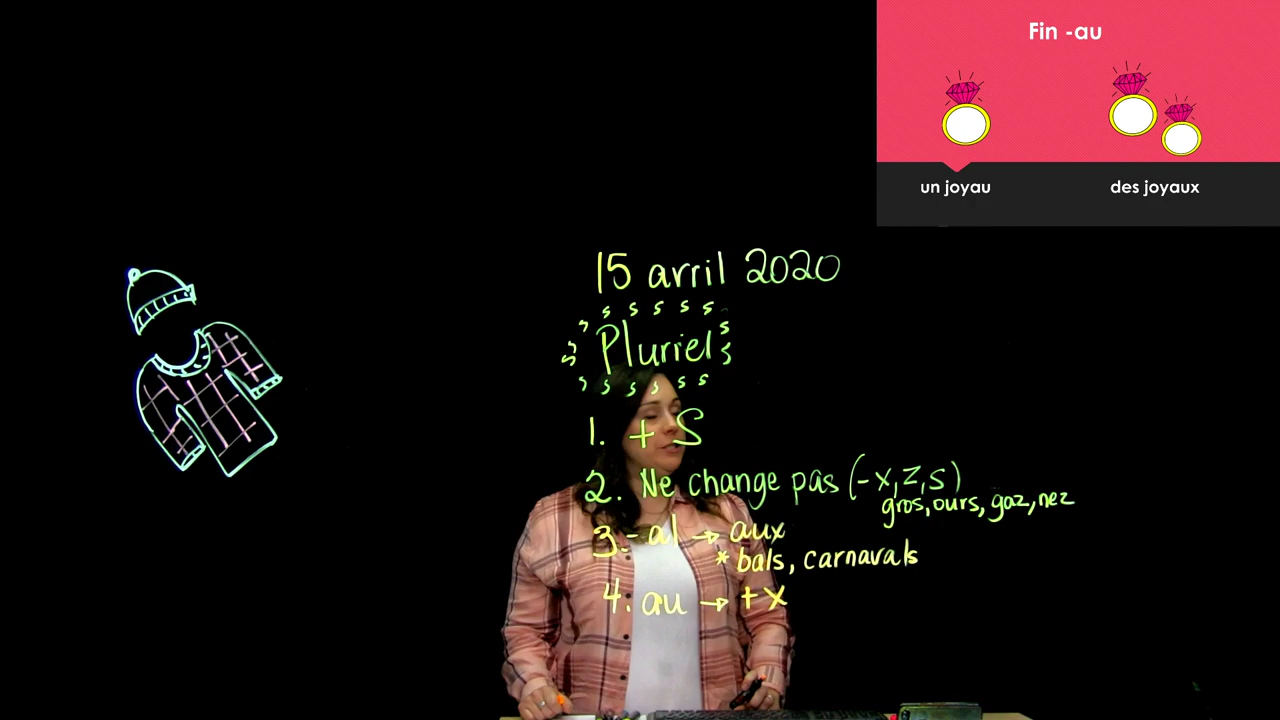 Fin -au
un joyau
des joyaux
15 avril 2020
s s s s s
s Pluriel s
s s s s s s
1. + S
2. Ne change pas (-x,z,s)
gros, ours, gaz, nez
3. -al → aux
* bals, carnavals
4. au → +x